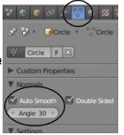 Circle Circle
Circle F
Custom Properties
Normals
Auto Smooth Double Sided
Angle: 30
Settings